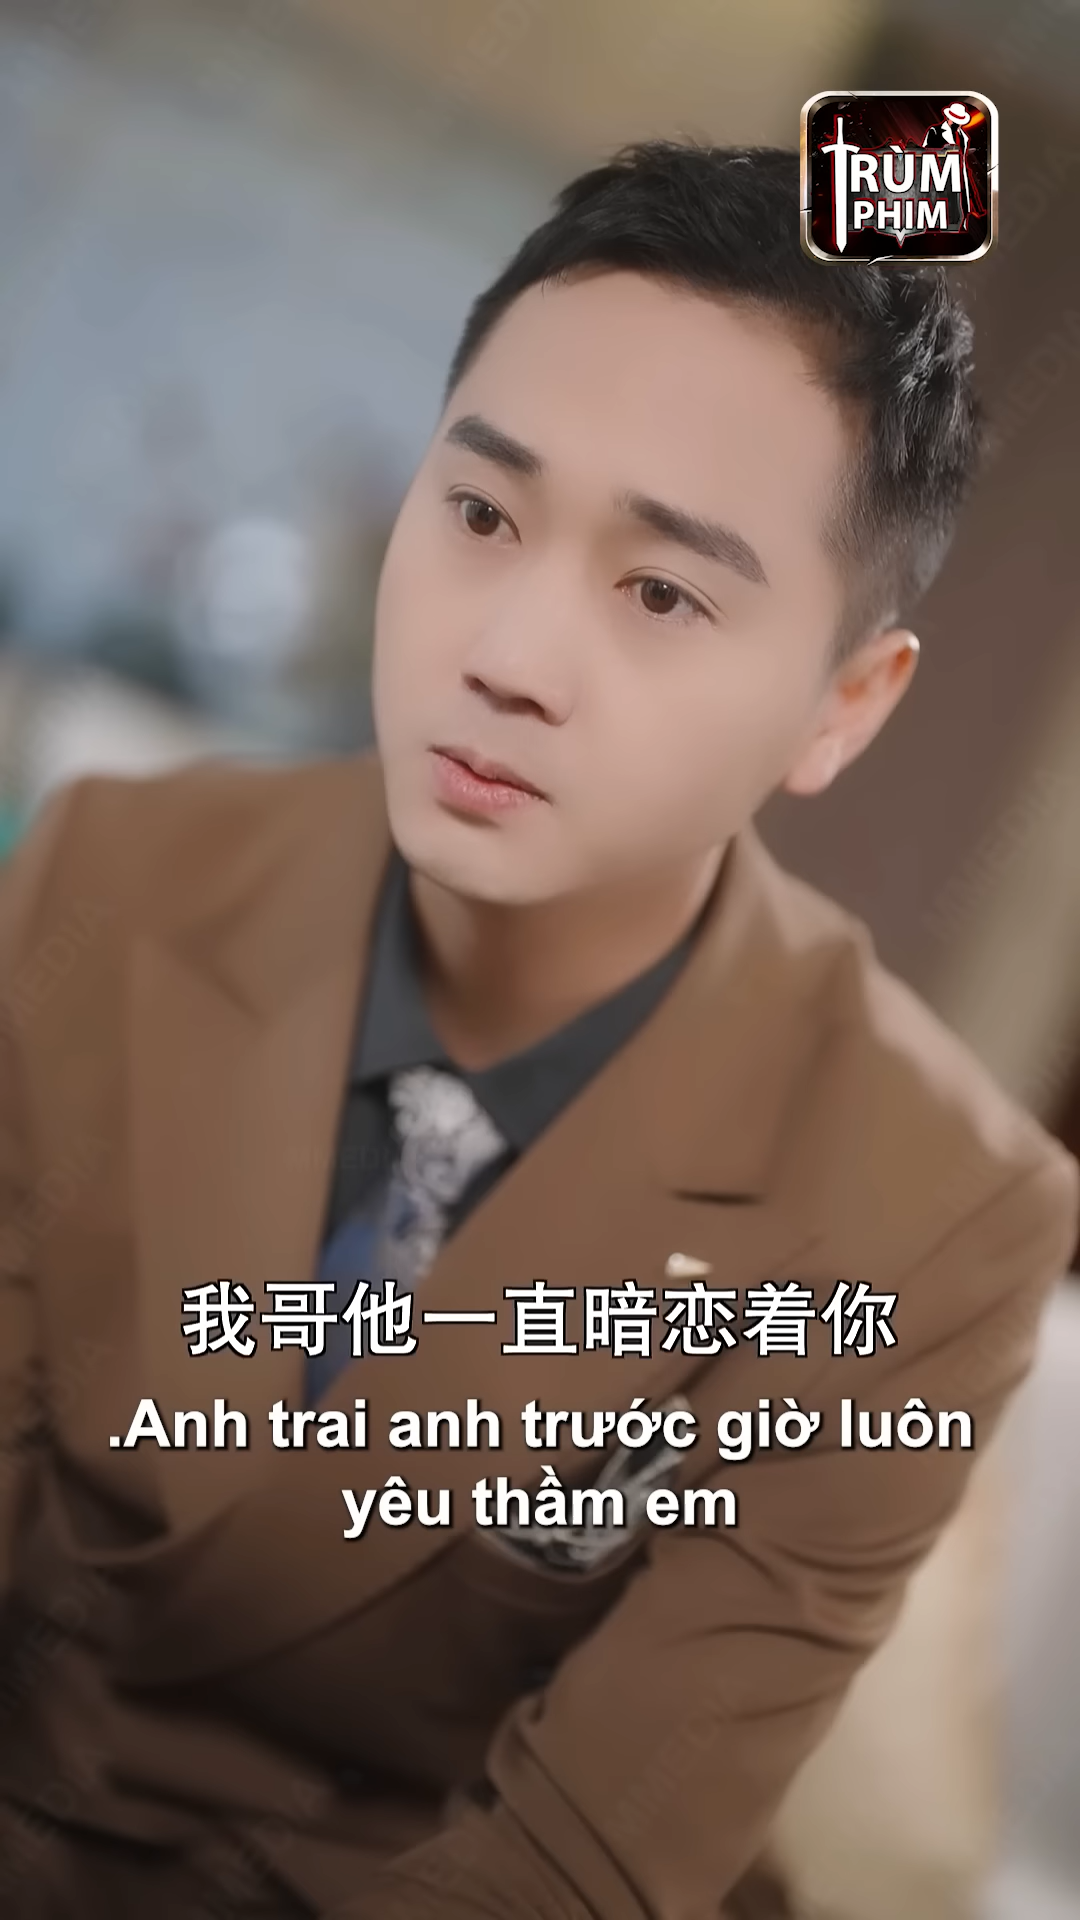 TRÙM
PHIM
我哥他一直暗恋着你
.Anh trai anh trước giờ luôn
yêu thầm em